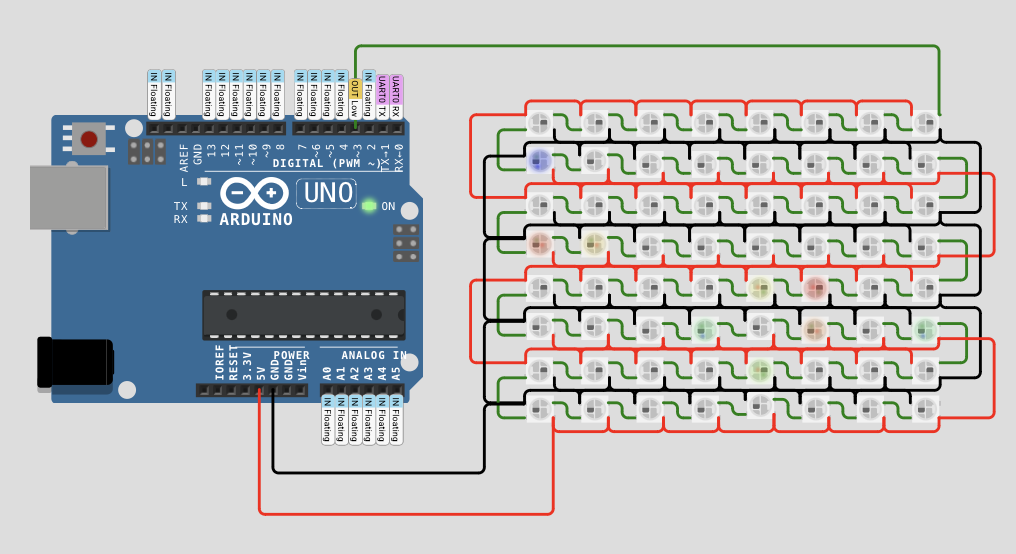 IN Floating
IN Floating
IN Floating
IN Floating
IN Floating
IN Floating
IN Floating
IN Floating
IN Floating
IN Floating
IN Floating
IN Floating
OUT Low
IN Floating
UART0 TX
UART0 RX
AREF
GND
13
12
~11
~10
~9
8
7
~6
~5
4
~3
2
TX→1
RX←0
DIGITAL (PWM ~)
L
TX
RX
UNO
ON
ARDUINO
POWER
ANALOG IN
IOREF
RESET
3.3V
5V
GND
GND
Vin
A0
A1
A2
A3
A4
A5
IN Floating
IN Floating
IN Floating
IN Floating
IN Floating
IN Floating